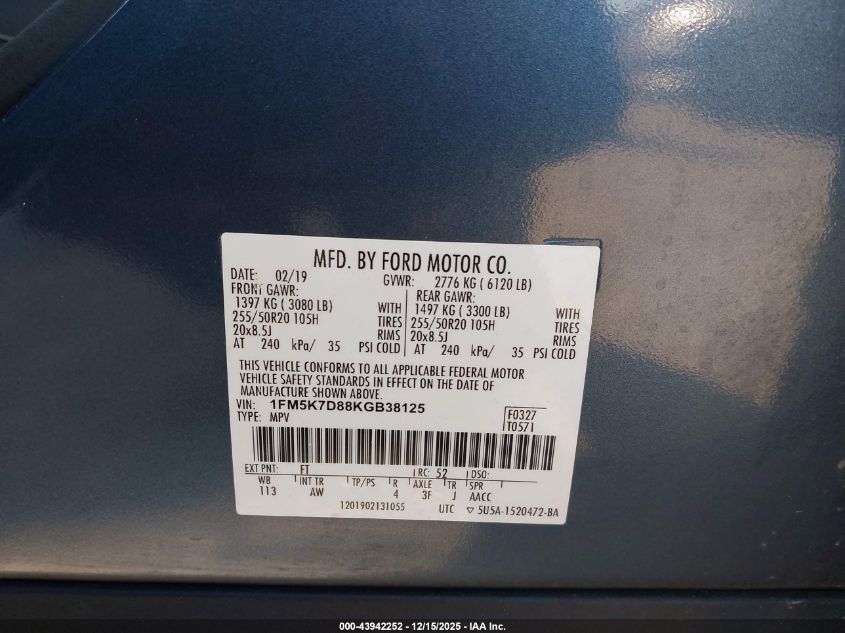 MFD. BY FORD MOTOR CO.
DATE: 02/19 GVWR: 2776 KG ( 6120 LB)
FRONT GAWR: REAR GAWR:
1397 KG ( 3080 LB) WITH 1497 KG ( 3300 LB) WITH
255/50R20 105H TIRES 255/50R20 105H TIRES
20x8.5J RIMS 20x8.5J RIMS
AT 240 kPa/ 35 PSI COLD AT 240 kPa/ 35 PSI COLD
THIS VEHICLE CONFORMS TO ALL APPLICABLE FEDERAL MOTOR
VEHICLE SAFETY STANDARDS IN EFFECT ON THE DATE OF
MANUFACTURE SHOWN ABOVE.
VIN: 1FM5K7D88KGB38125 F0327
TYPE: MPV T0571
EXT PNT: FT RC: 52 DSO:
WB INT TR TP/PS R AXLE TR SPR
113 AW 4 3F J AACC
1201902131055 UTC ▽ 5U5A-1520472-BA
000-43942252 - 12/15/2025 - IAA Inc.